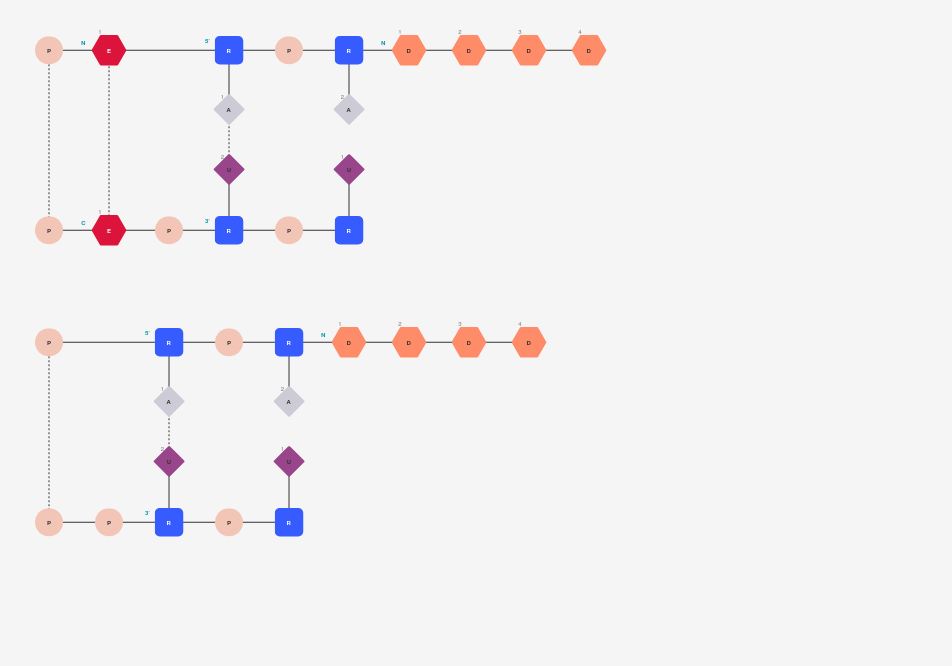 1
P N E 5' R P R N 1 D 2 D 3 D 4 D
1 A 2 A
2 U 1 U
1
P C E P 3' R P R
P 5' R P R N 1 D 2 D 3 D 4 D
1 A 2 A
2 U 1 U
P P 3' R P R